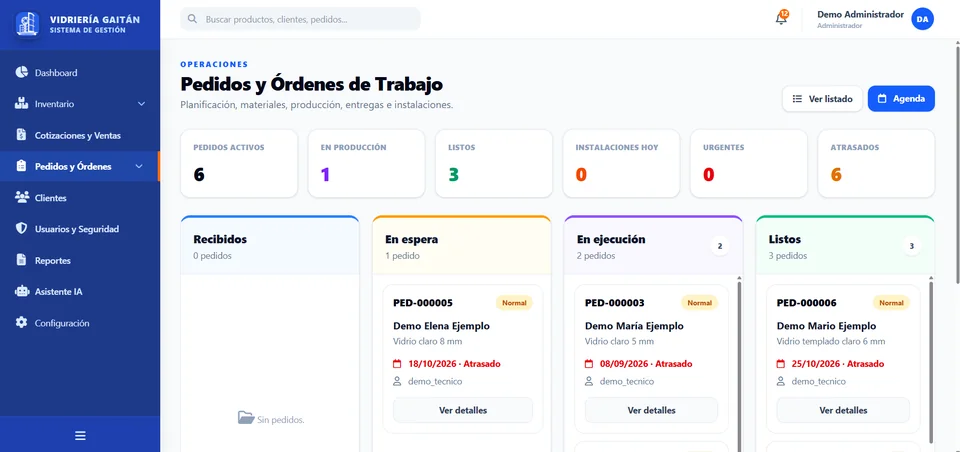 VIDRIERÍA GAITÁN
SISTEMA DE GESTIÓN
Buscar productos, clientes, pedidos...
12
Demo Administrador
Administrador
DA
Dashboard
Inventario
Cotizaciones y Ventas
Pedidos y Órdenes
Clientes
Usuarios y Seguridad
Reportes
Asistente IA
Configuración
OPERACIONES
Pedidos y Órdenes de Trabajo
Planificación, materiales, producción, entregas e instalaciones.
Ver listado
Agenda
PEDIDOS ACTIVOS
6
EN PRODUCCIÓN
1
LISTOS
3
INSTALACIONES HOY
0
URGENTES
0
ATRASADOS
6
Recibidos
0 pedidos
Sin pedidos.
En espera
1 pedido
PED-000005 Normal
Demo Elena Ejemplo
Vidrio claro 8 mm
18/10/2026 · Atrasado
demo_tecnico
Ver detalles
En ejecución
2 pedidos
2
PED-000003 Normal
Demo María Ejemplo
Vidrio claro 5 mm
08/09/2026 · Atrasado
demo_tecnico
Ver detalles
Listos
3 pedidos
3
PED-000006 Normal
Demo Mario Ejemplo
Vidrio templado claro 6 mm
25/10/2026 · Atrasado
demo_tecnico
Ver detalles